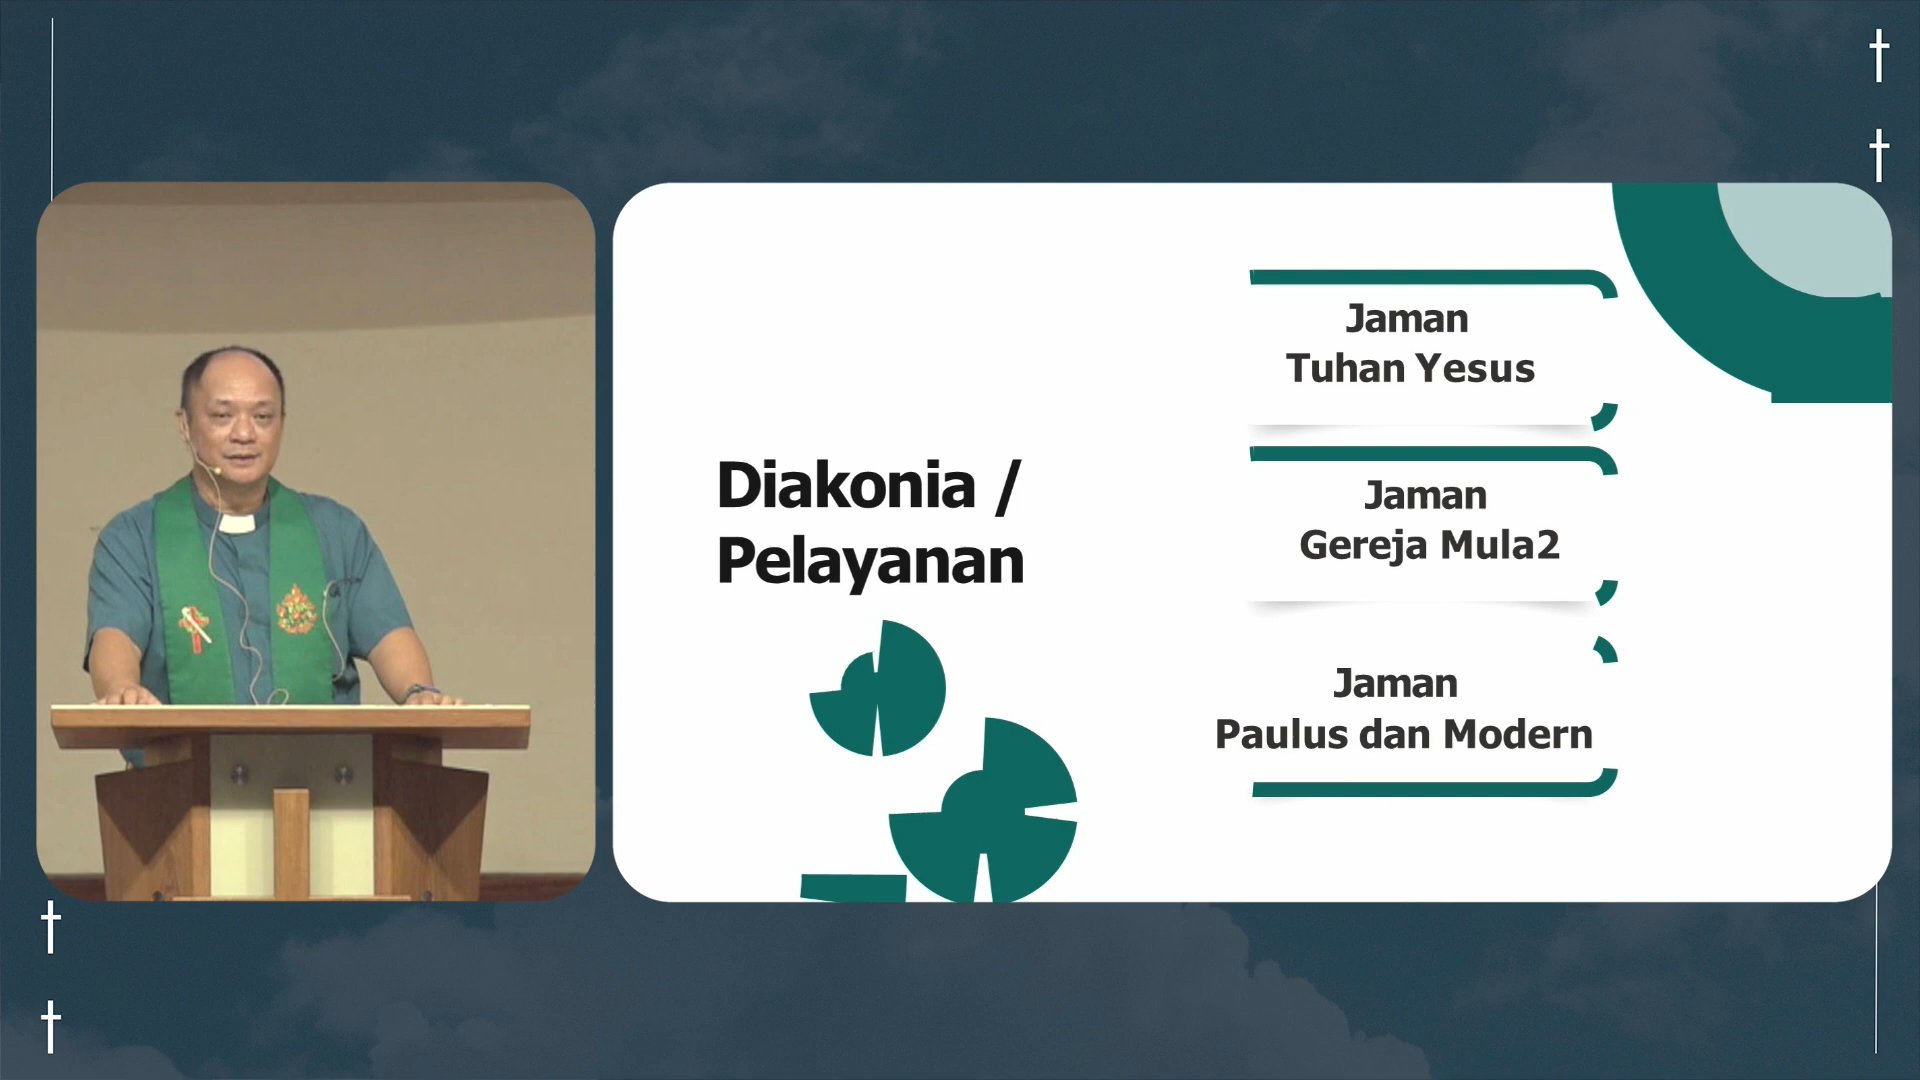 Diakonia /
Pelayanan
Jaman
Tuhan Yesus
Jaman
Gereja Mula2
Jaman
Paulus dan Modern